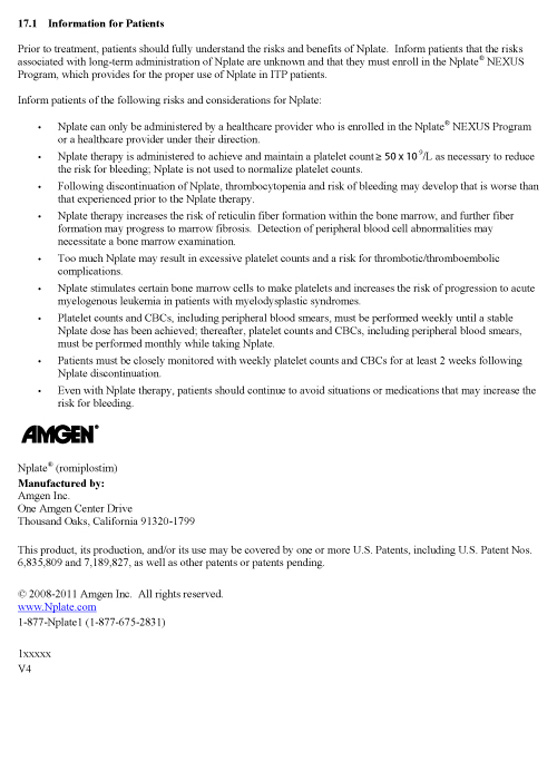 17.1 Information for Patients
Prior to treatment, patients should fully understand the risks and benefits of Nplate. Inform patients that the risks
associated with long-term administration of Nplate are unknown and that they must enroll in the Nplate® NEXUS
Program, which provides for the proper use of Nplate in ITP patients.
Inform patients of the following risks and considerations for Nplate:
• Nplate can only be administered by a healthcare provider who is enrolled in the Nplate® NEXUS Program
or a healthcare provider under their direction.
• Nplate therapy is administered to achieve and maintain a platelet count ≥ 50 x 10⁹/L as necessary to reduce
the risk for bleeding; Nplate is not used to normalize platelet counts.
• Following discontinuation of Nplate, thrombocytopenia and risk of bleeding may develop that is worse than
that experienced prior to the Nplate therapy.
• Nplate therapy increases the risk of reticulin fiber formation within the bone marrow, and further fiber
formation may progress to marrow fibrosis. Detection of peripheral blood cell abnormalities may
necessitate a bone marrow examination.
• Too much Nplate may result in excessive platelet counts and a risk for thrombotic/thromboembolic
complications.
• Nplate stimulates certain bone marrow cells to make platelets and increases the risk of progression to acute
myelogenous leukemia in patients with myelodysplastic syndromes.
• Platelet counts and CBCs, including peripheral blood smears, must be performed weekly until a stable
Nplate dose has been achieved; thereafter, platelet counts and CBCs, including peripheral blood smears,
must be performed monthly while taking Nplate.
• Patients must be closely monitored with weekly platelet counts and CBCs for at least 2 weeks following
Nplate discontinuation.
• Even with Nplate therapy, patients should continue to avoid situations or medications that may increase the
risk for bleeding.
AMGEN®
Nplate® (romiplostim)
Manufactured by:
Amgen Inc.
One Amgen Center Drive
Thousand Oaks, California 91320-1799
This product, its production, and/or its use may be covered by one or more U.S. Patents, including U.S. Patent Nos.
6,835,809 and 7,189,827, as well as other patents or patents pending.
© 2008-2011 Amgen Inc. All rights reserved.
www.Nplate.com
1-877-Nplate1 (1-877-675-2831)
1xxxxx
V4